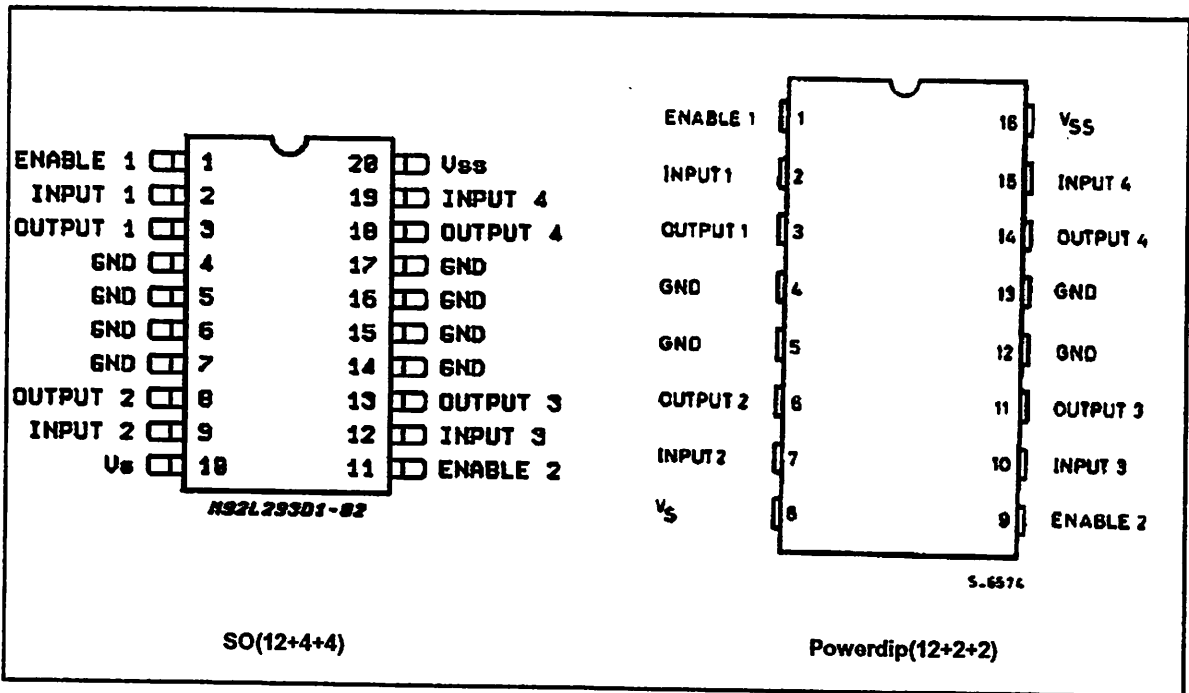 ENABLE 1 1 20 Vss
INPUT 1 2 19 INPUT 4
OUTPUT 1 3 18 OUTPUT 4
GND 4 17 GND
GND 5 16 GND
GND 6 15 GND
GND 7 14 GND
OUTPUT 2 8 13 OUTPUT 3
INPUT 2 9 12 INPUT 3
Vs 10 11 ENABLE 2
M92L293D1-02
SO(12+4+4)
ENABLE 1 1 16 VSS
INPUT 1 2 15 INPUT 4
OUTPUT 1 3 14 OUTPUT 4
GND 4 13 GND
GND 5 12 GND
OUTPUT 2 6 11 OUTPUT 3
INPUT 2 7 10 INPUT 3
VS 8 9 ENABLE 2
S-6574
Powerdip(12+2+2)